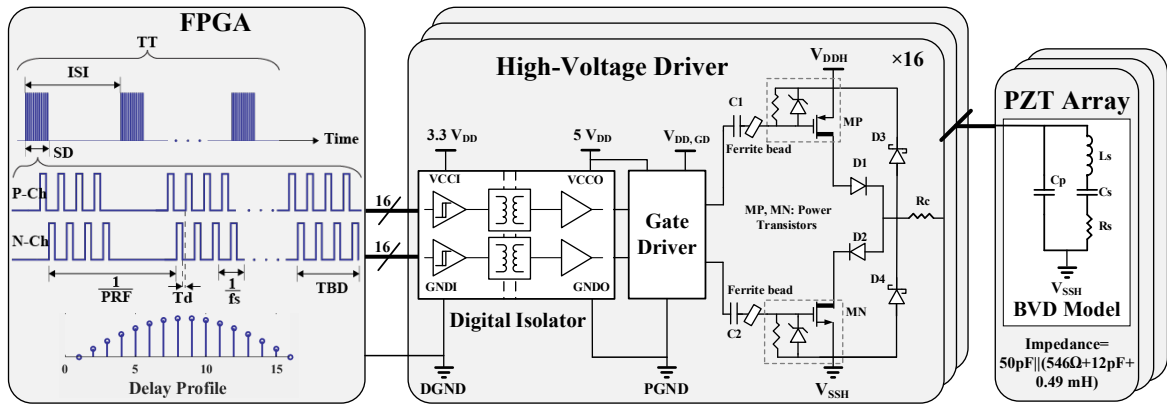 FPGA
TT
ISI
Time
SD
P-Ch
N-Ch
1
PRF
Td
1
fs
TBD
0
5
10
15
Delay Profile
16
16
High-Voltage Driver
×16
3.3 VDD
5 VDD
VDD, GD
VCCI
VCCO
GNDI
GNDO
Digital Isolator
Gate
Driver
DGND
PGND
C1
Ferrite bead
VDDH
MP
D1
D3
MP, MN: Power
Transistors
Rc
D2
D4
Ferrite bead
C2
MN
VSSH
PZT Array
Cp
Ls
Cs
Rs
VSSH
BVD Model
Impedance=
50pF||(546Ω+12pF+
0.49 mH)